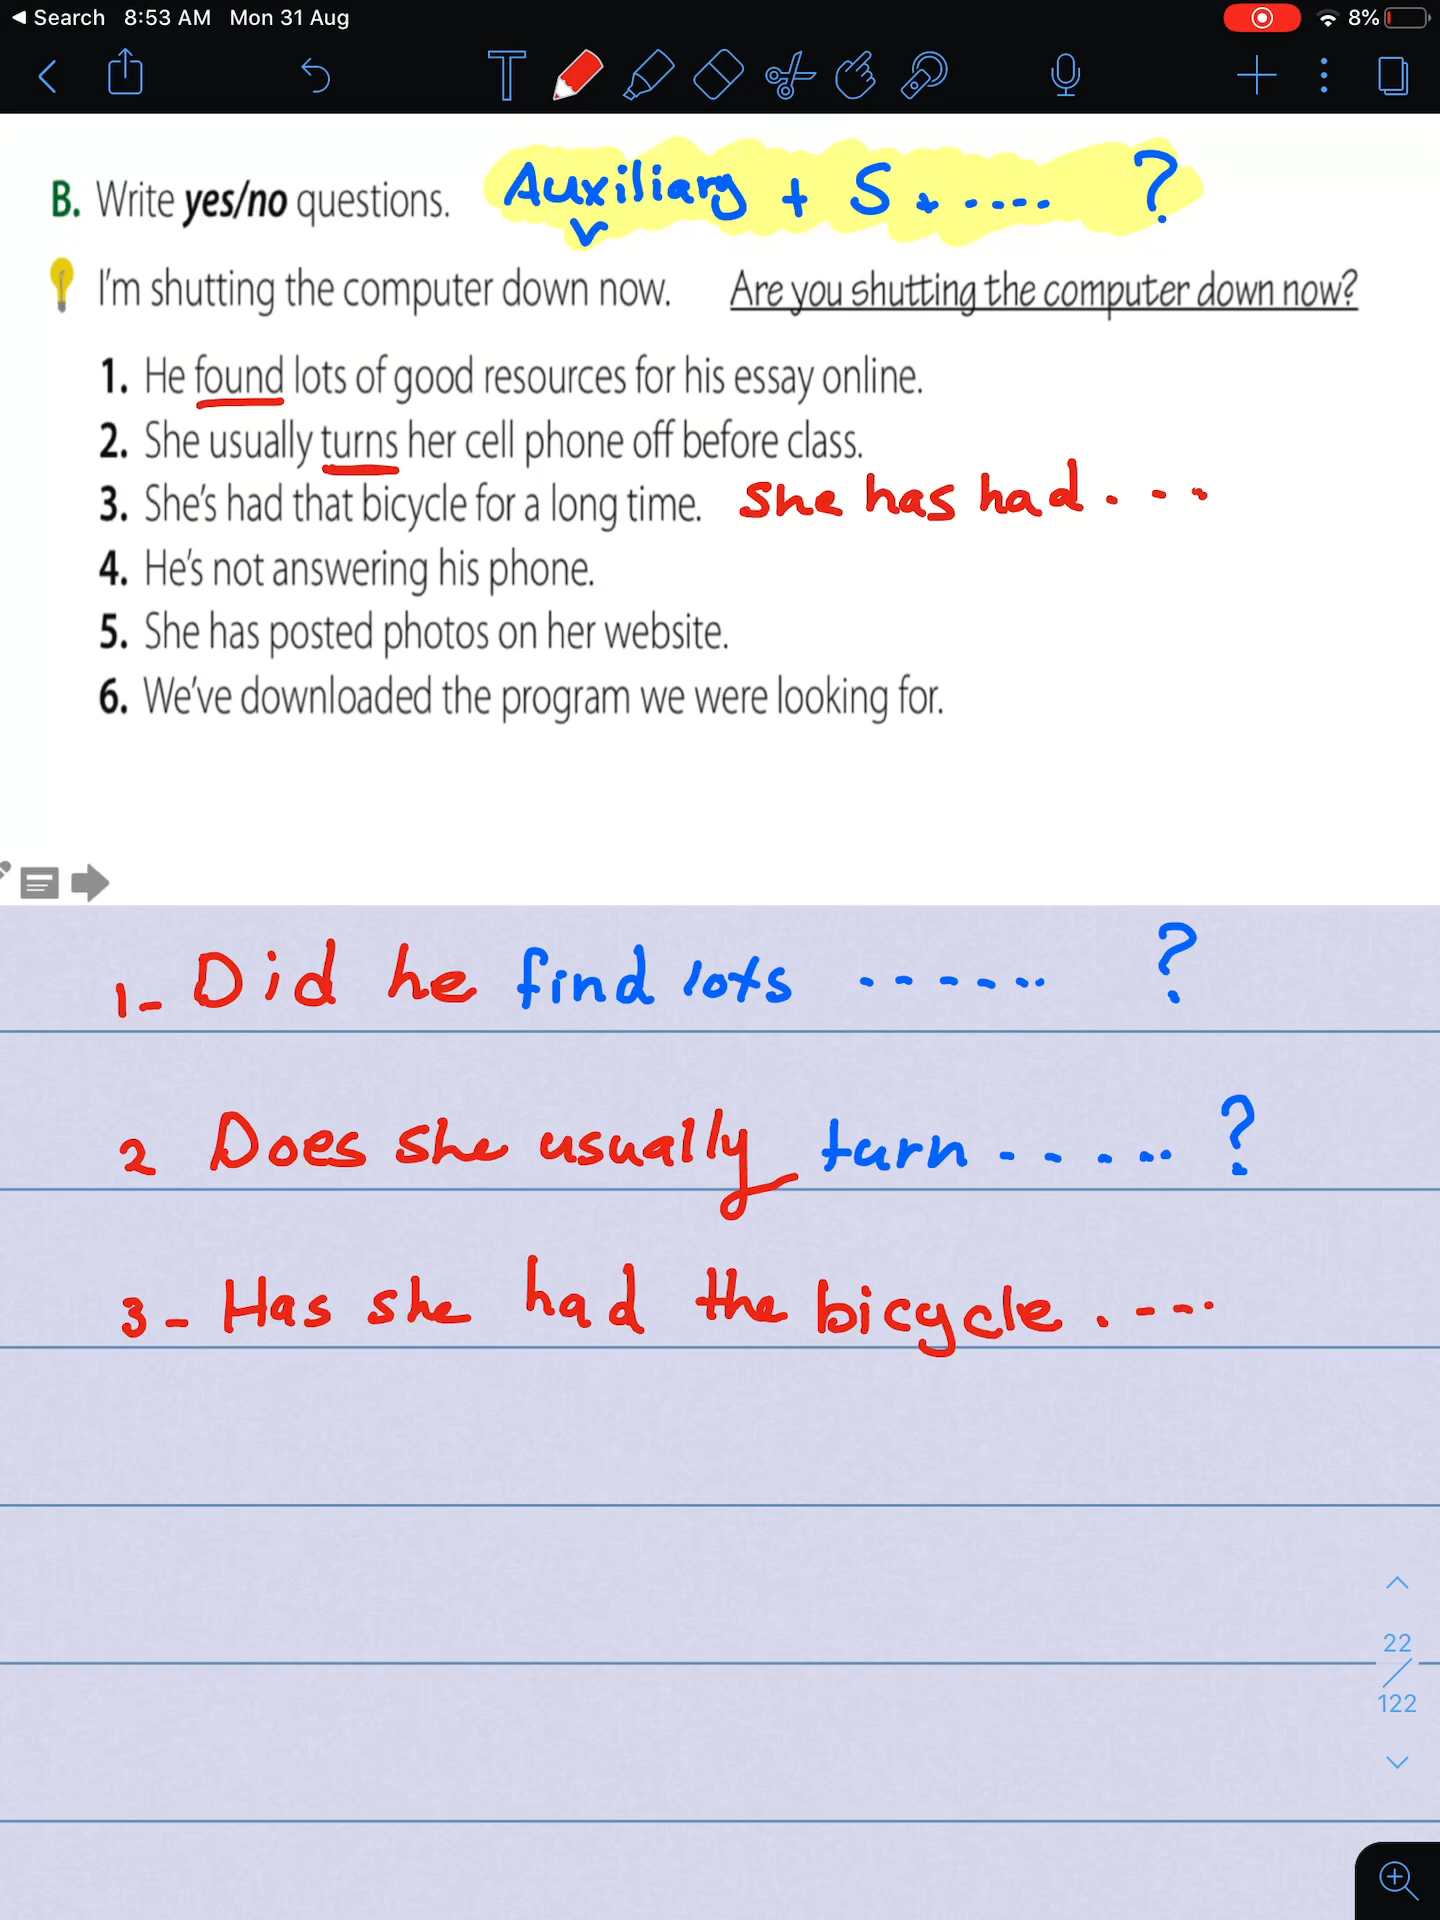 Search 8:53 AM Mon 31 Aug 8%
T
B. Write yes/no questions. Auxiliary + S + .... ?
v
I'm shutting the computer down now. Are you shutting the computer down now?
1. He found lots of good resources for his essay online.
2. She usually turns her cell phone off before class.
3. She's had that bicycle for a long time. She has had . - - -
4. He's not answering his phone.
5. She has posted photos on her website.
6. We've downloaded the program we were looking for.
1- Did he find lots ------ ?
2 Does she usually turn ----- ?
3- Has she had the bicycle . ----
22
122